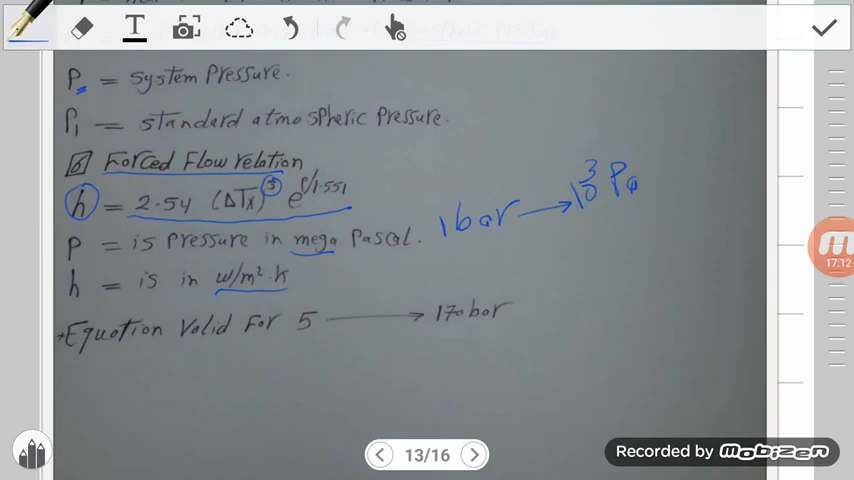 T
P = system Pressure.
P1 = standard atmospheric Pressure.
6 Forced Flow relation
h = 2.54 (ΔTx)^3 e^P/1.551
1 bar → 10^3 Pa
P = is Pressure in mega Pascal.
h = is in w/m².k
Equation Valid For 5 → 170 bar
17:12
13/16
Recorded by mobizen